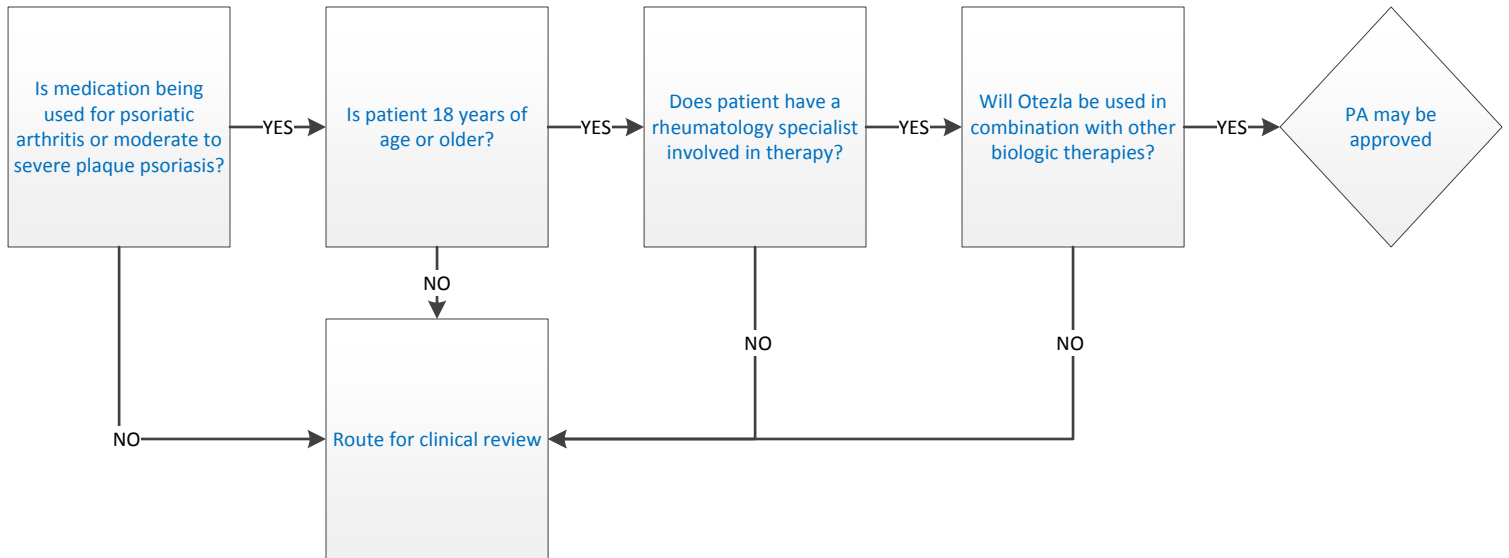 Is medication being
used for psoriatic
arthritis or moderate to
severe plaque psoriasis?
YES
Is patient 18 years of
age or older?
YES
Does patient have a
rheumatology specialist
involved in therapy?
YES
Will Otezla be used in
combination with other
biologic therapies?
YES
PA may be
approved
NO
NO
NO
NO
Route for clinical review